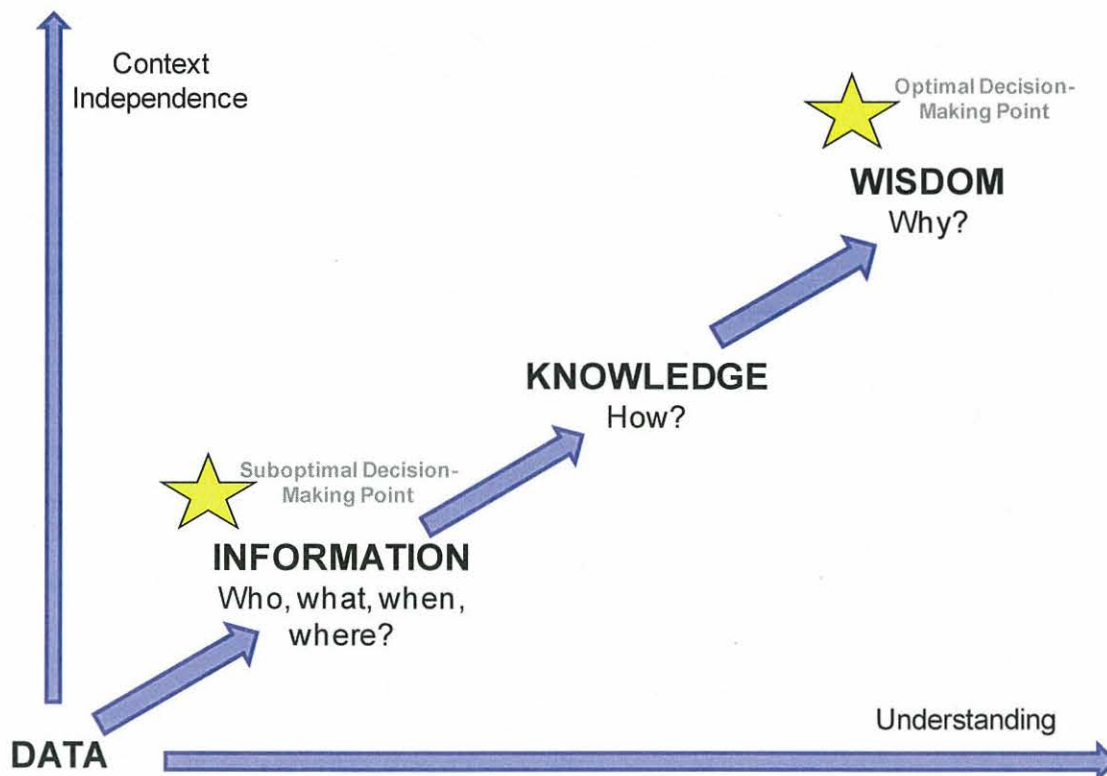 Context
Independence
Optimal Decision-
Making Point
WISDOM
Why?
KNOWLEDGE
How?
Suboptimal Decision-
Making Point
INFORMATION
Who, what, when,
where?
Understanding
DATA